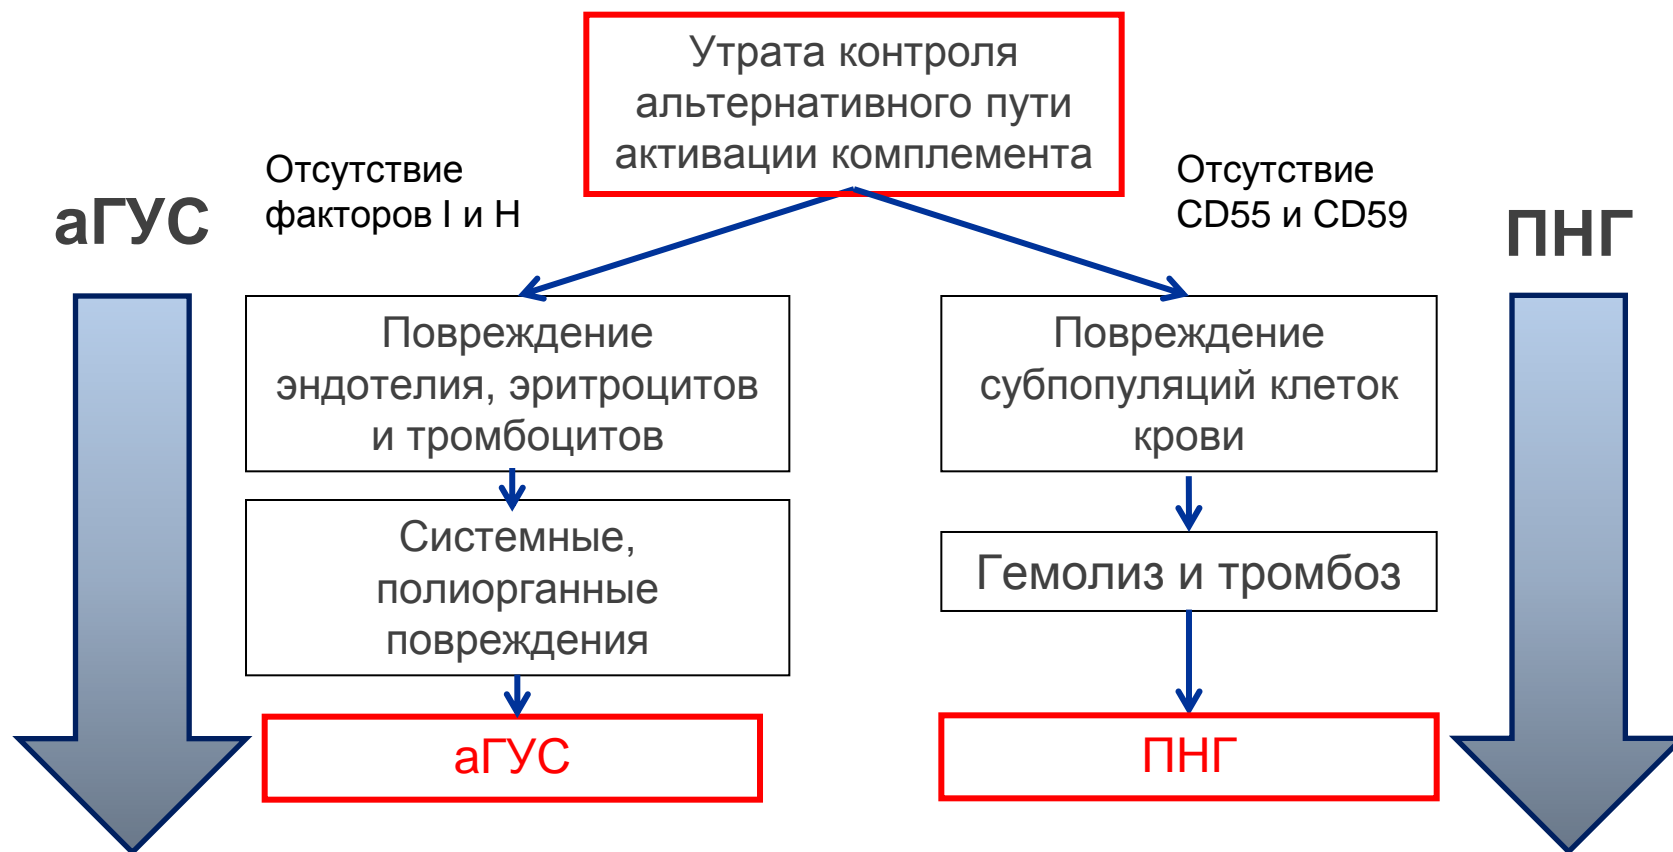 Утрата контроля
альтернативного пути
активации комплемента
Отсутствие
факторов I и H
Отсутствие
CD55 и CD59
аГУС
ПНГ
Повреждение
эндотелия, эритроцитов
и тромбоцитов
Повреждение
субпопуляций клеток
крови
Системные,
полиорганные
повреждения
Гемолиз и тромбоз
аГУС
ПНГ